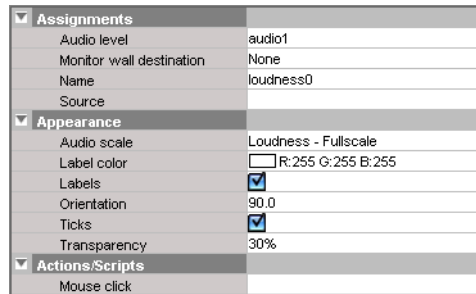 Assignments
Audio level audio1
Monitor wall destination None
Name loudness0
Source
Appearance
Audio scale Loudness - Fullscale
Label color R:255 G:255 B:255
Labels
Orientation 90.0
Ticks
Transparency 30%
Actions/Scripts
Mouse click